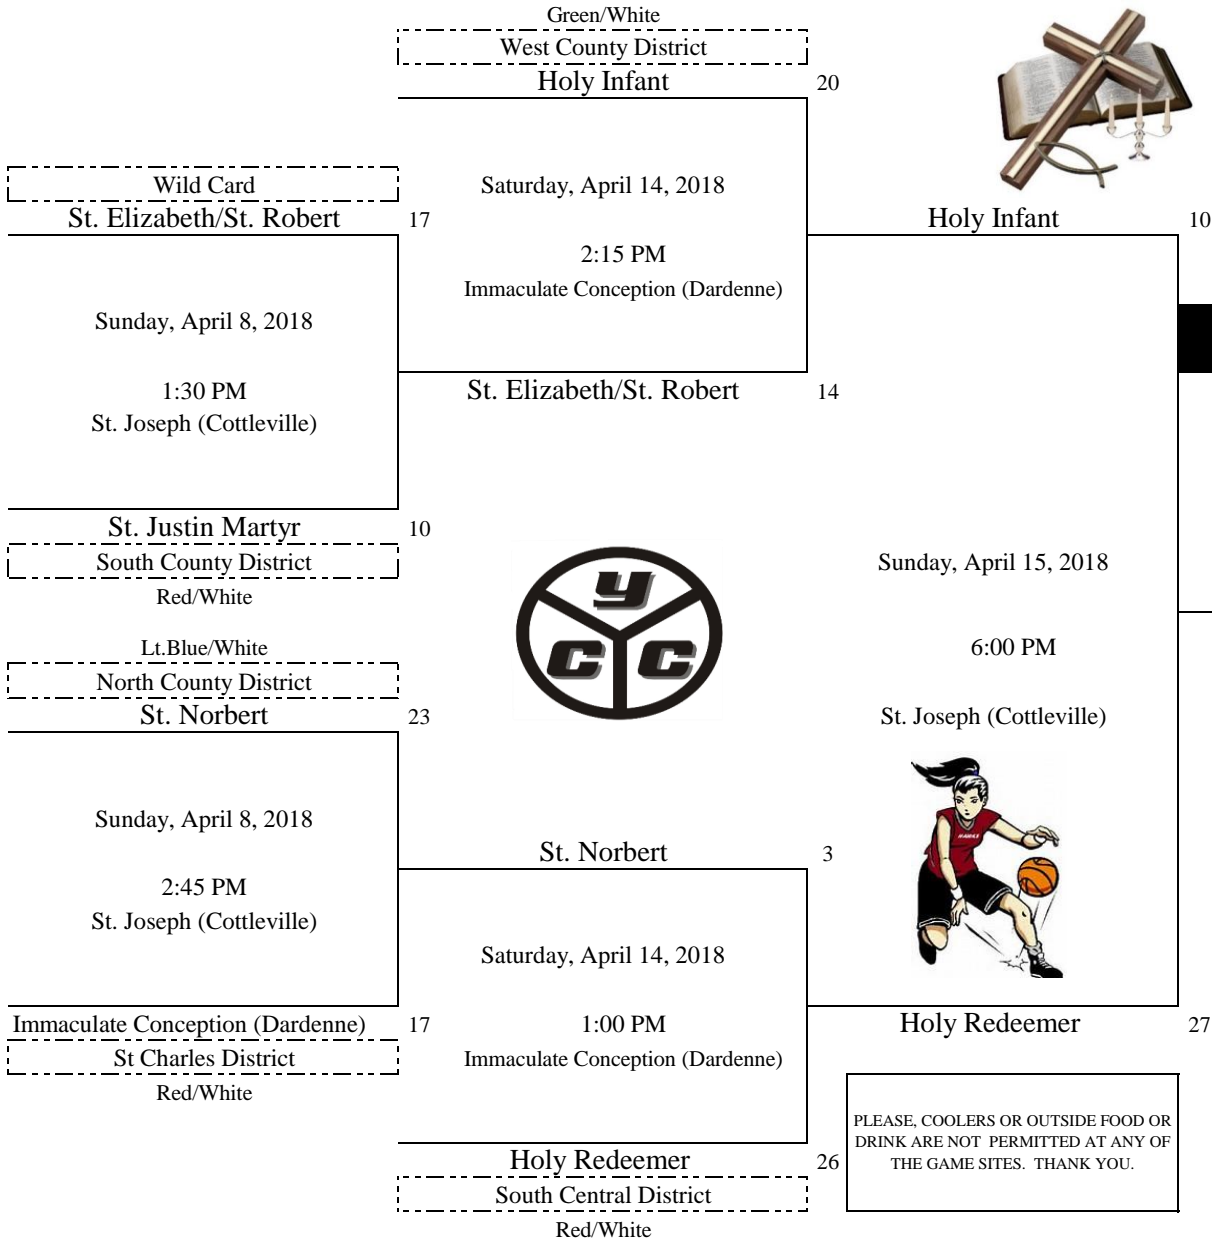 Green/White
West County District
Holy Infant 20
Wild Card
Saturday, April 14, 2018
St. Elizabeth/St. Robert 17
Holy Infant 10
2:15 PM
Immaculate Conception (Dardenne)
Sunday, April 8, 2018
1:30 PM
St. Elizabeth/St. Robert 14
St. Joseph (Cottleville)
St. Justin Martyr 10
South County District
Red/White
Sunday, April 15, 2018
Y
C C
Lt.Blue/White
6:00 PM
North County District
St. Norbert 23
St. Joseph (Cottleville)
Sunday, April 8, 2018
HAWKS
St. Norbert 3
2:45 PM
St. Joseph (Cottleville)
Saturday, April 14, 2018
Immaculate Conception (Dardenne) 17
1:00 PM
Holy Redeemer 27
St Charles District
Immaculate Conception (Dardenne)
Red/White
PLEASE, COOLERS OR OUTSIDE FOOD OR
DRINK ARE NOT PERMITTED AT ANY OF
THE GAME SITES. THANK YOU.
Holy Redeemer 26
South Central District
Red/White